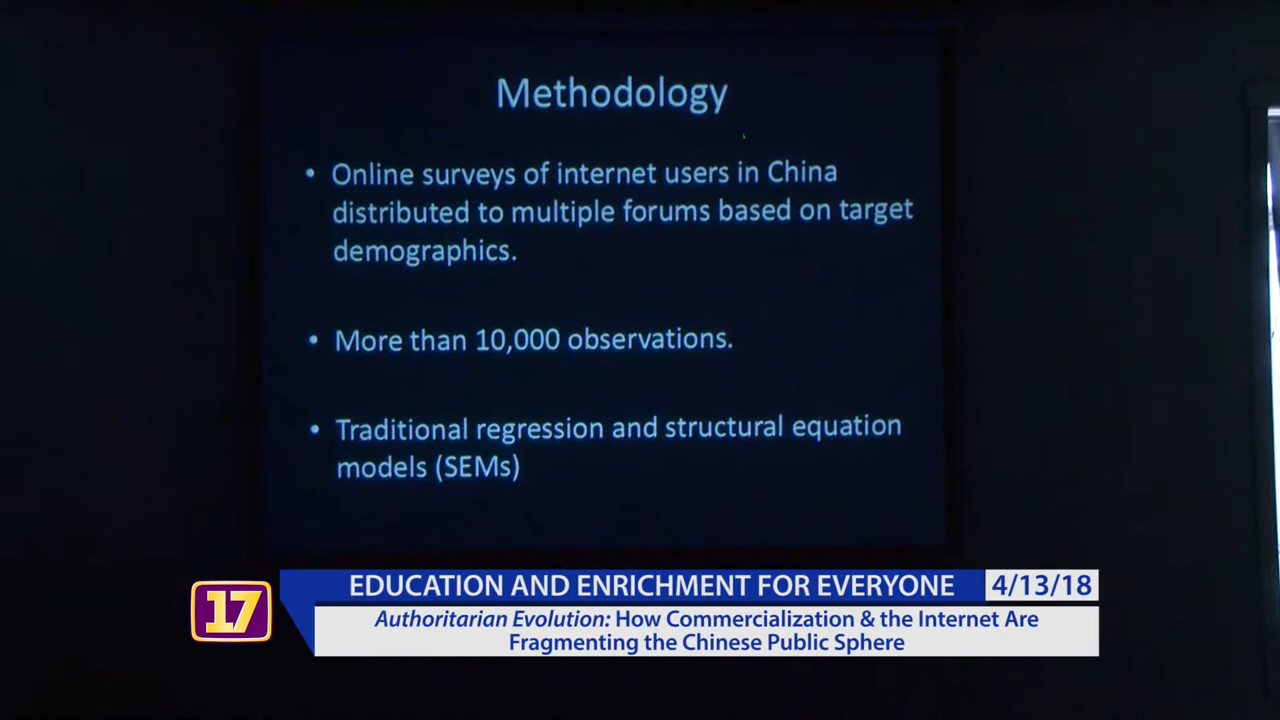 Methodology
• Online surveys of internet users in China
distributed to multiple forums based on target
demographics.
• More than 10,000 observations.
• Traditional regression and structural equation
models (SEMs)
17
EDUCATION AND ENRICHMENT FOR EVERYONE
4/13/18
Authoritarian Evolution: How Commercialization & the Internet Are
Fragmenting the Chinese Public Sphere